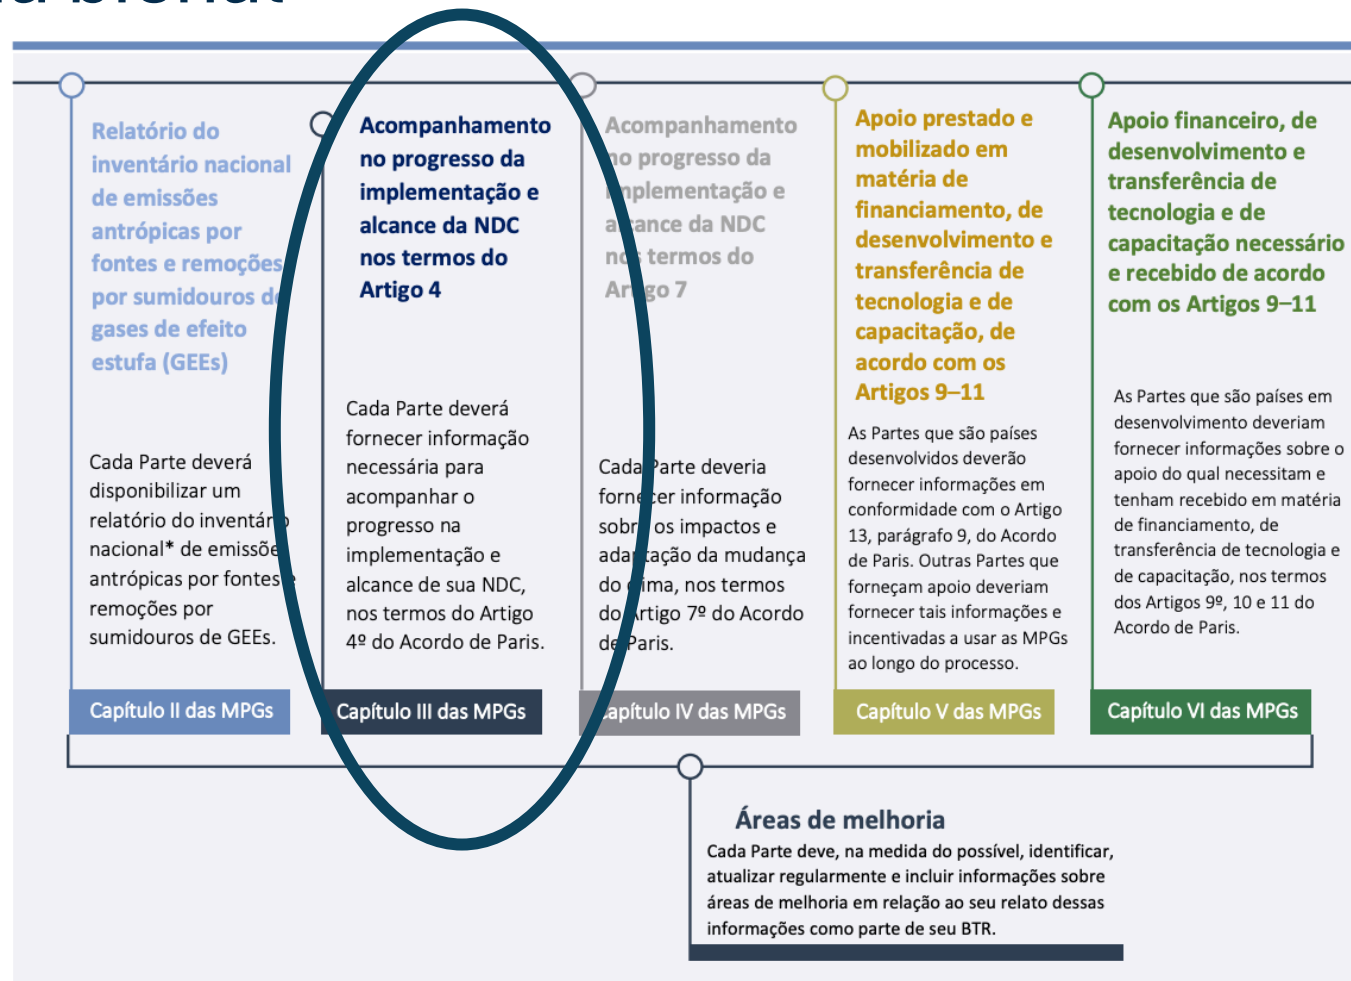 Relatório do
inventário nacional
de emissões
antrópicas por
fontes e remoções
por sumidouros de
gases de efeito
estufa (GEEs)
Cada Parte deverá
disponibilizar um
relatório do inventário
nacional* de emissões
antrópicas por fontes e
remoções por
sumidouros de GEEs.
Capítulo II das MPGs
Acompanhamento
no progresso da
implementação e
alcance da NDC
nos termos do
Artigo 4
Cada Parte deverá
fornecer informação
necessária para
acompanhar o
progresso na
implementação e
alcance de sua NDC,
nos termos do Artigo
4º do Acordo de Paris.
Capítulo III das MPGs
Acompanhamento
no progresso da
implementação e
alcance da NDC
nos termos do
Artigo 7
Cada Parte deveria
fornecer informação
sobre os impactos e
adaptação da mudança
do clima, nos termos
do Artigo 7º do Acordo
de Paris.
Capítulo IV das MPGs
Apoio prestado e
mobilizado em
matéria de
financiamento, de
desenvolvimento e
transferência de
tecnologia e de
capacitação, de
acordo com os
Artigos 9–11
As Partes que são países
desenvolvidos deverão
fornecer informações em
conformidade com o Artigo
13, parágrafo 9, do Acordo
de Paris. Outras Partes que
forneçam apoio deveriam
fornecer tais informações e
incentivadas a usar as MPGs
ao longo do processo.
Capítulo V das MPGs
Apoio financeiro, de
desenvolvimento e
transferência de
tecnologia e de
capacitação necessário
e recebido de acordo
com os Artigos 9–11
As Partes que são países em
desenvolvimento deveriam
fornecer informações sobre o
apoio do qual necessitam e
tenham recebido em matéria
de financiamento, de
transferência de tecnologia e
de capacitação, nos termos
dos Artigos 9º, 10 e 11 do
Acordo de Paris.
Capítulo VI das MPGs
Áreas de melhoria
Cada Parte deve, na medida do possível, identificar,
atualizar regularmente e incluir informações sobre
áreas de melhoria em relação ao seu relato dessas
informações como parte de seu BTR.